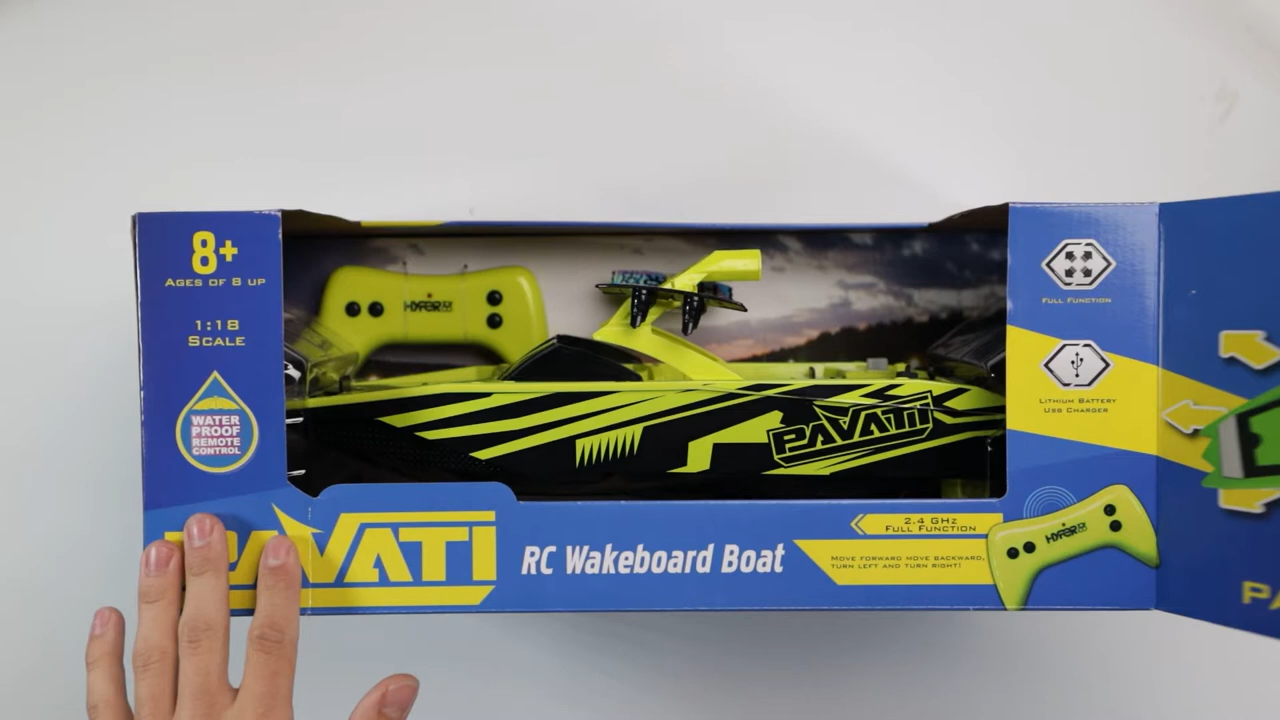 8+
AGES OF 8 UP
1:18
SCALE
WATER
PROOF
REMOTE
CONTROL
HYPER
PAVATI
FULL FUNCTION
LITHIUM BATTERY
USB CHARGER
PAVATI
RC Wakeboard Boat
2.4 GHz
FULL FUNCTION
MOVE FORWARD MOVE BACKWARD,
TURN LEFT AND TURN RIGHT!
HYPER
PA